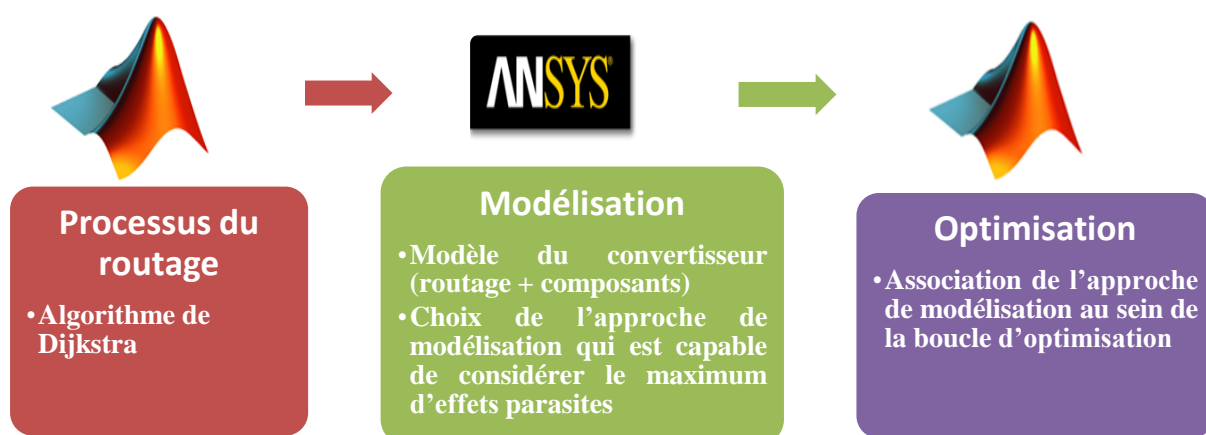 ANSYS®
Processus du
routage
•Algorithme de
Dijkstra
Modélisation
•Modèle du convertisseur
(routage + composants)
•Choix de l’approche de
modélisation qui est capable
de considérer le maximum
d’effets parasites
Optimisation
•Association de l’approche
de modélisation au sein de
la boucle d’optimisation